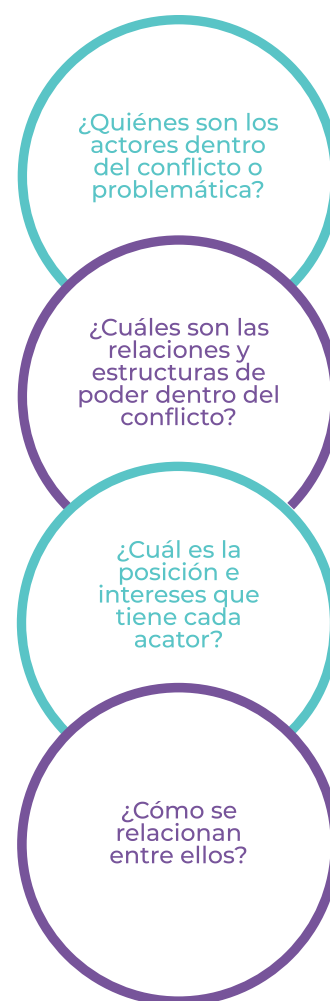 ¿Quiénes son los
actores dentro
del conflicto o
problemática?
¿Cuáles son las
relaciones y
estructuras de
poder dentro del
conflicto?
¿Cuál es la
posición e
intereses que
tiene cada
acator?
¿Cómo se
relacionan
entre ellos?